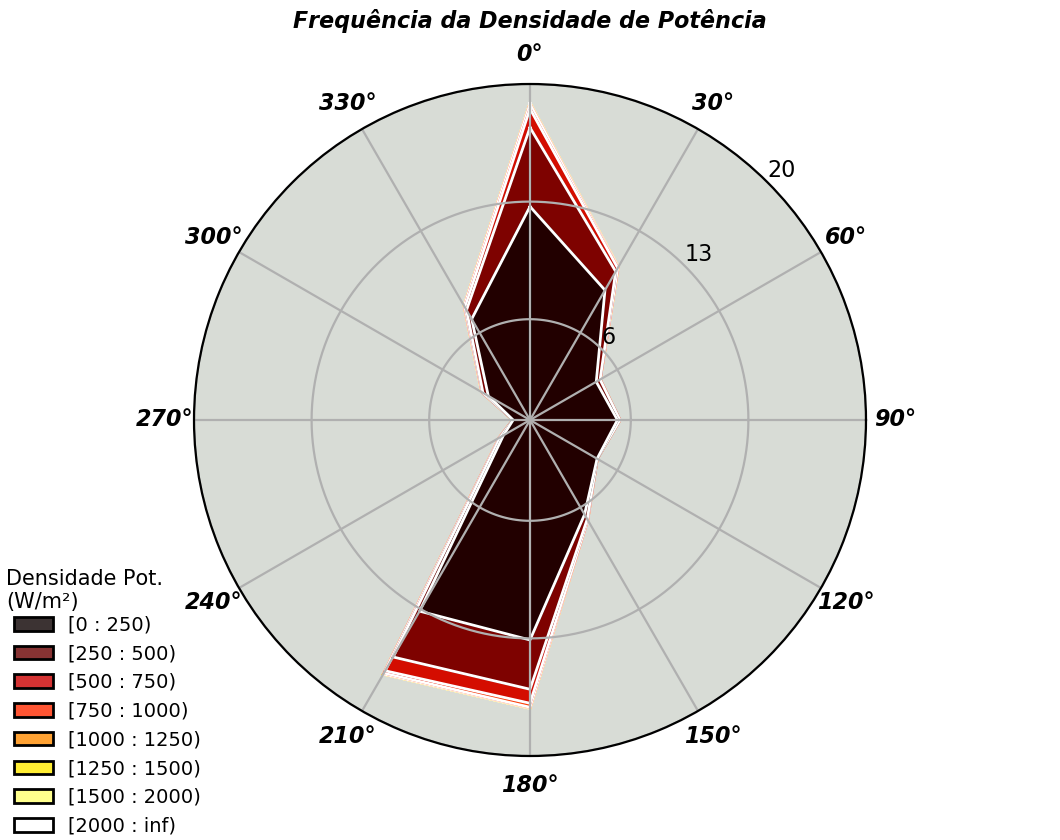 Frequência da Densidade de Potência
0°
330°
30°
20
300°
60°
13
6
270°
90°
Densidade Pot.
(W/m²)
240°
120°
[0 : 250)
[250 : 500)
[500 : 750)
[750 : 1000)
210°
150°
[1000 : 1250)
[1250 : 1500)
180°
[1500 : 2000)
[2000 : inf)